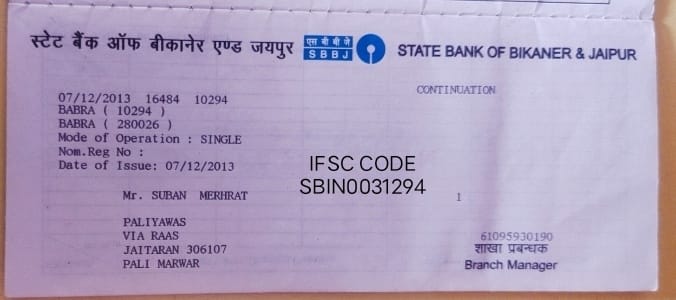 स्टेट बैंक ऑफ बीकानेर एण्ड जयपुर एस बी बी जे SBBJ STATE BANK OF BIKANER & JAIPUR
CONTINUATION
07/12/2013 16484 10294
BABRA ( 10294 )
BABRA ( 280026 )
Mode of Operation : SINGLE
Nom.Reg No :
Date of Issue: 07/12/2013
IFSC CODE
SBIN0031294
Mr. SUBAN MERHRAT 1
PALIYAWAS
VIA RAAS
JAITARAN 306107
PALI MARWAR
61095930190
शाखा प्रबन्धक
Branch Manager